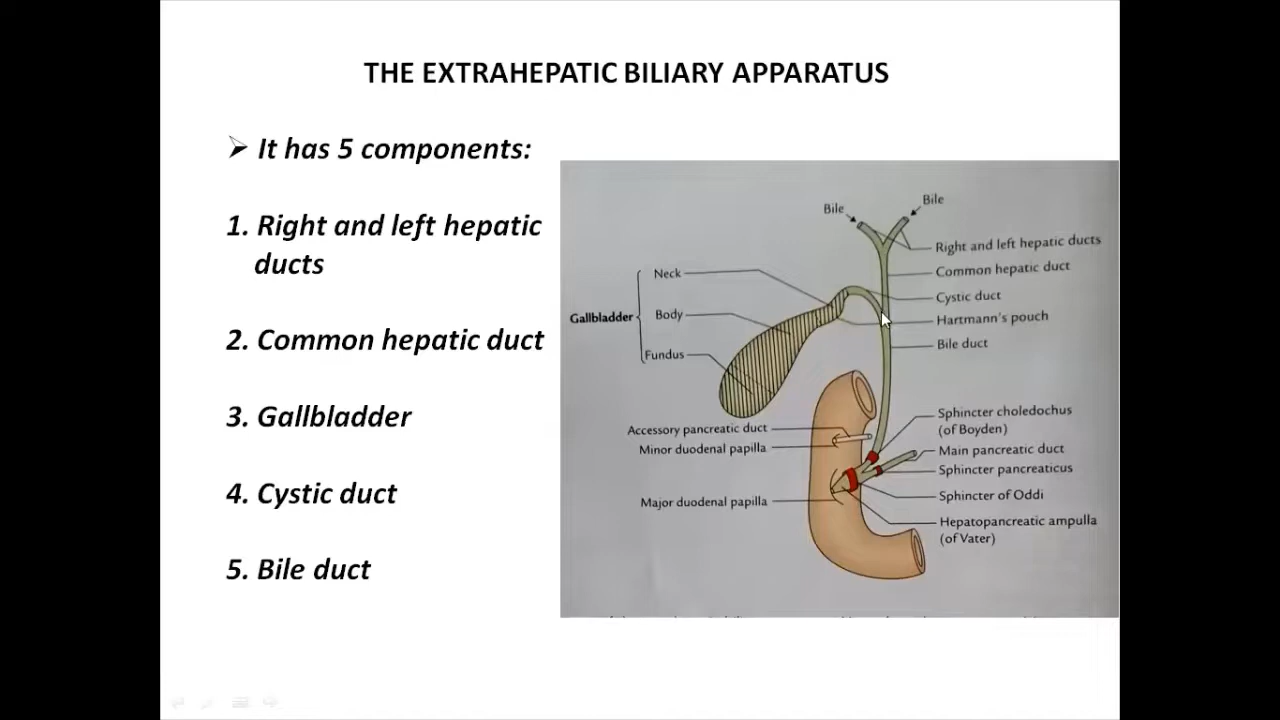 THE EXTRAHEPATIC BILIARY APPARATUS
It has 5 components:
1. Right and left hepatic
ducts
2. Common hepatic duct
3. Gallbladder
4. Cystic duct
5. Bile duct
Bile
Bile
Right and left hepatic ducts
Common hepatic duct
Cystic duct
Hartmann's pouch
Bile duct
Neck
Gallbladder
Body
Fundus
Accessory pancreatic duct
Minor duodenal papilla
Major duodenal papilla
Sphincter choledochus
(of Boyden)
Main pancreatic duct
Sphincter pancreaticus
Sphincter of Oddi
Hepatopancreatic ampulla
(of Vater)